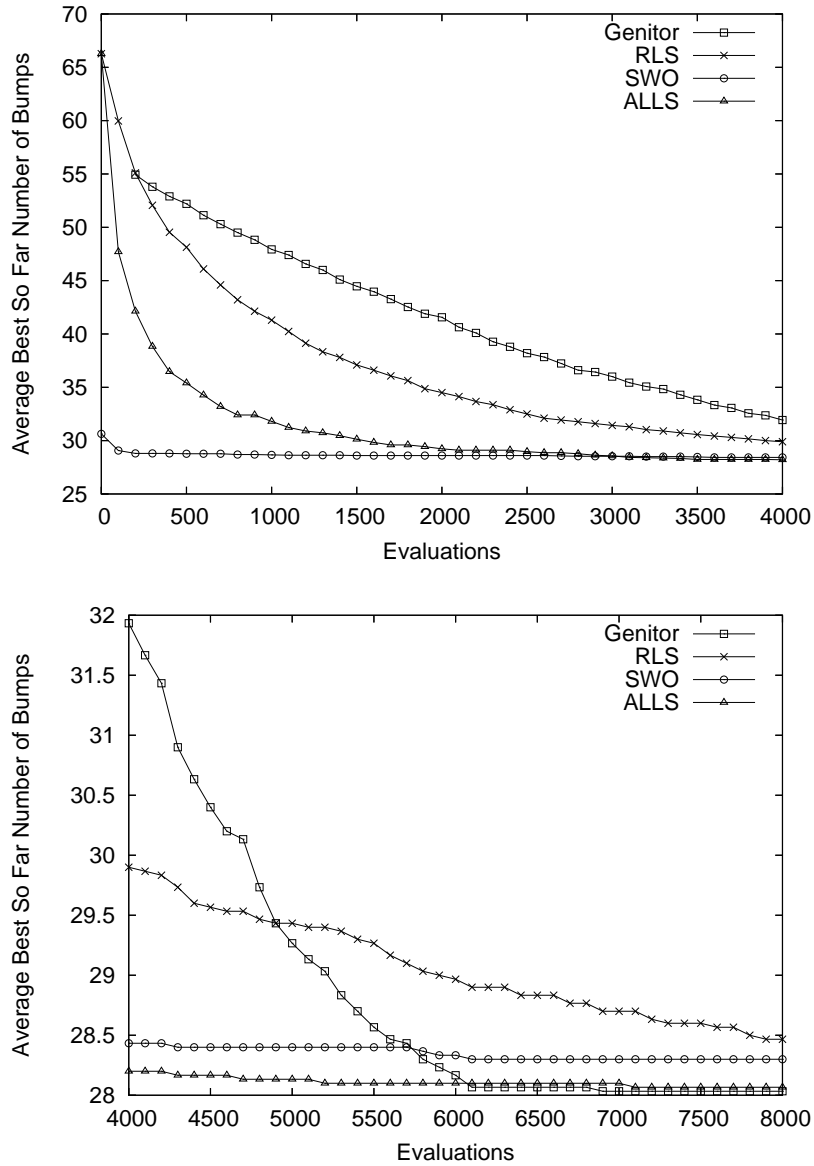 70
65
60
55
50
45
40
35
30
25
Average Best So Far Number of Bumps
Genitor
RLS
SWO
ALLS
0 500 1000 1500 2000 2500 3000 3500 4000
Evaluations
32
31.5
31
30.5
30
29.5
29
28.5
28
Average Best So Far Number of Bumps
Genitor
RLS
SWO
ALLS
4000 4500 5000 5500 6000 6500 7000 7500 8000
Evaluations